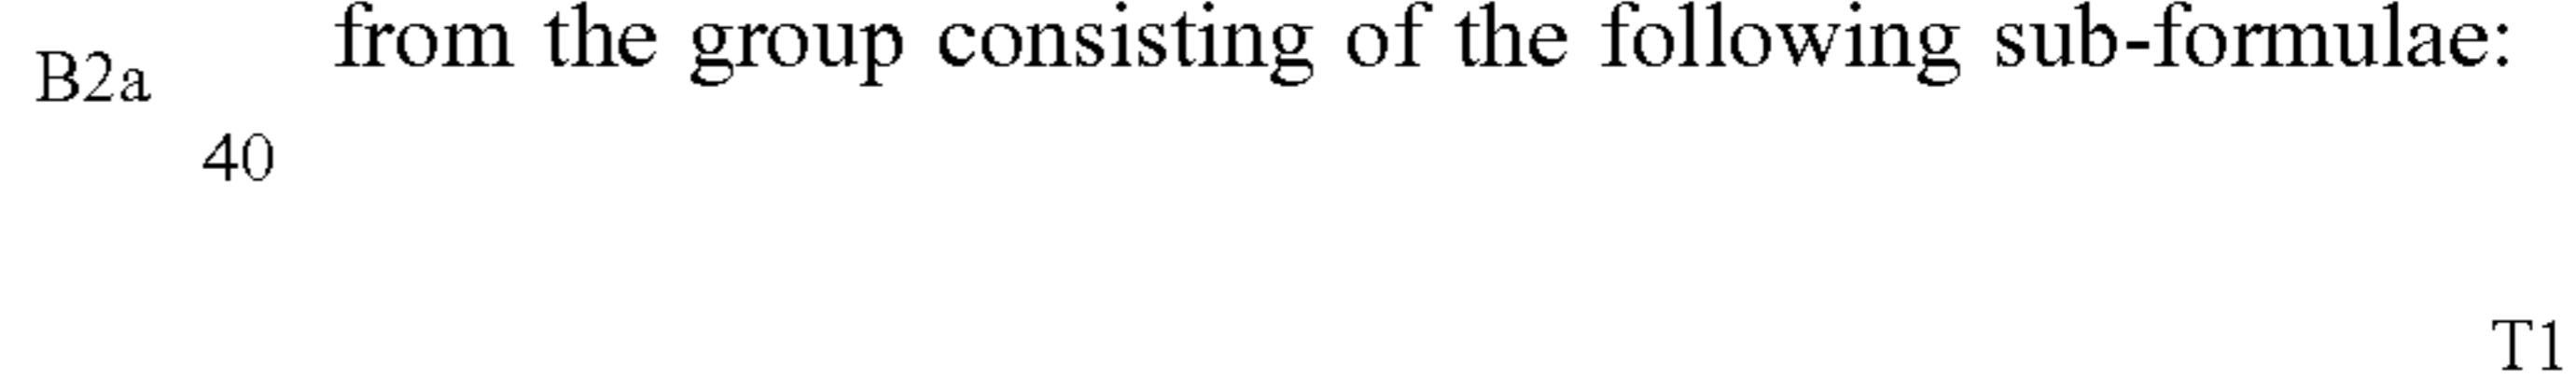 from the group consisting of the following sub-formulae:
B2a
40
T1